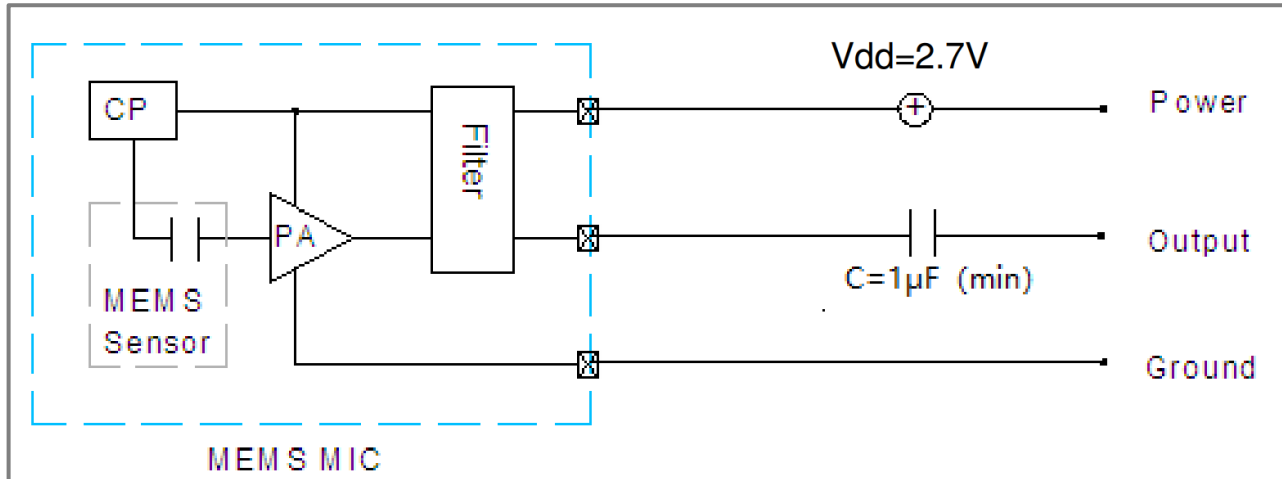 Vdd=2.7V
CP
Power
Filter
PA
Output
MEMS
Sensor
C=1μF (min)
Ground
MEMS MIC